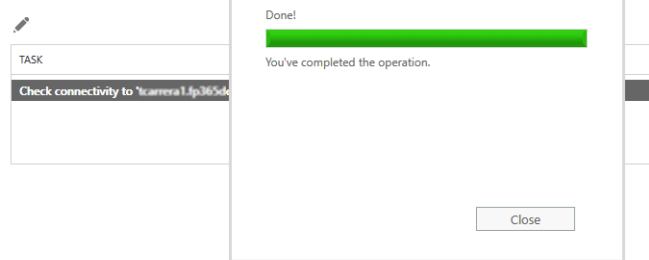 Done!
You've completed the operation.
TASK
Check connectivity to 'tcarrera1.fp365de
Close